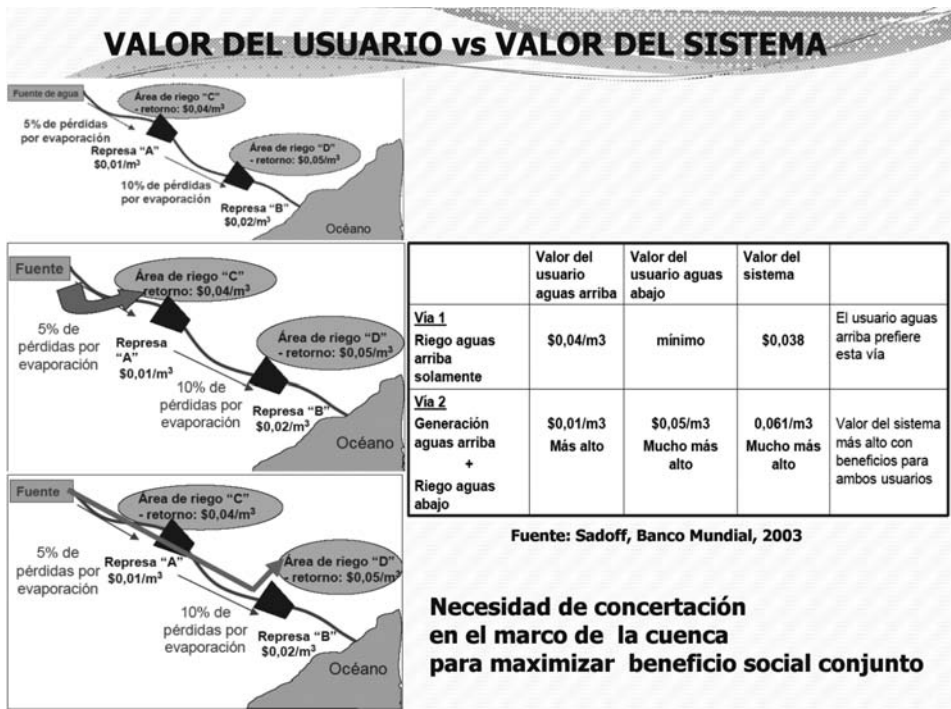 VALOR DEL USUARIO vs VALOR DEL SISTEMA
Fuente de agua
Área de riego "C"
- retorno: $0,04/m³
5% de pérdidas
por evaporación
Represa "A"
$0,01/m³
Área de riego "D"
- retorno: $0,05/m³
10% de pérdidas
por evaporación
Represa "B"
$0,02/m³
Océano
Fuente
Área de riego "C"
- retorno: $0,04/m³
5% de
pérdidas por
evaporación
Represa
"A"
$0,01/m³
Área de riego "D"
- retorno: $0,05/m³
10% de
pérdidas por
evaporación
Represa "B"
$0,02/m³
Océano
Fuente
Área de riego "C"
- retorno: $0,04/m³
5% de
pérdidas por
evaporación
Represa "A"
$0,01/m³
Área de riego "D"
- retorno: $0,05/m³
10% de
pérdidas por
evaporación
Represa "B"
$0,02/m³
Océano
Valor del
usuario
aguas arriba
Valor del
usuario aguas
abajo
Valor del
sistema
Vía 1
Riego aguas
arriba
solamente
$0,04/m3
mínimo
$0,038
El usuario aguas
arriba prefiere
esta vía
Vía 2
Generación
aguas arriba
+
Riego aguas
abajo
$0,01/m3
Más alto
$0,05/m3
Mucho más
alto
0,061/m3
Mucho más
alto
Valor del sistema
más alto con
beneficios para
ambos usuarios
Fuente: Sadoff, Banco Mundial, 2003
Necesidad de concertación
en el marco de la cuenca
para maximizar beneficio social conjunto